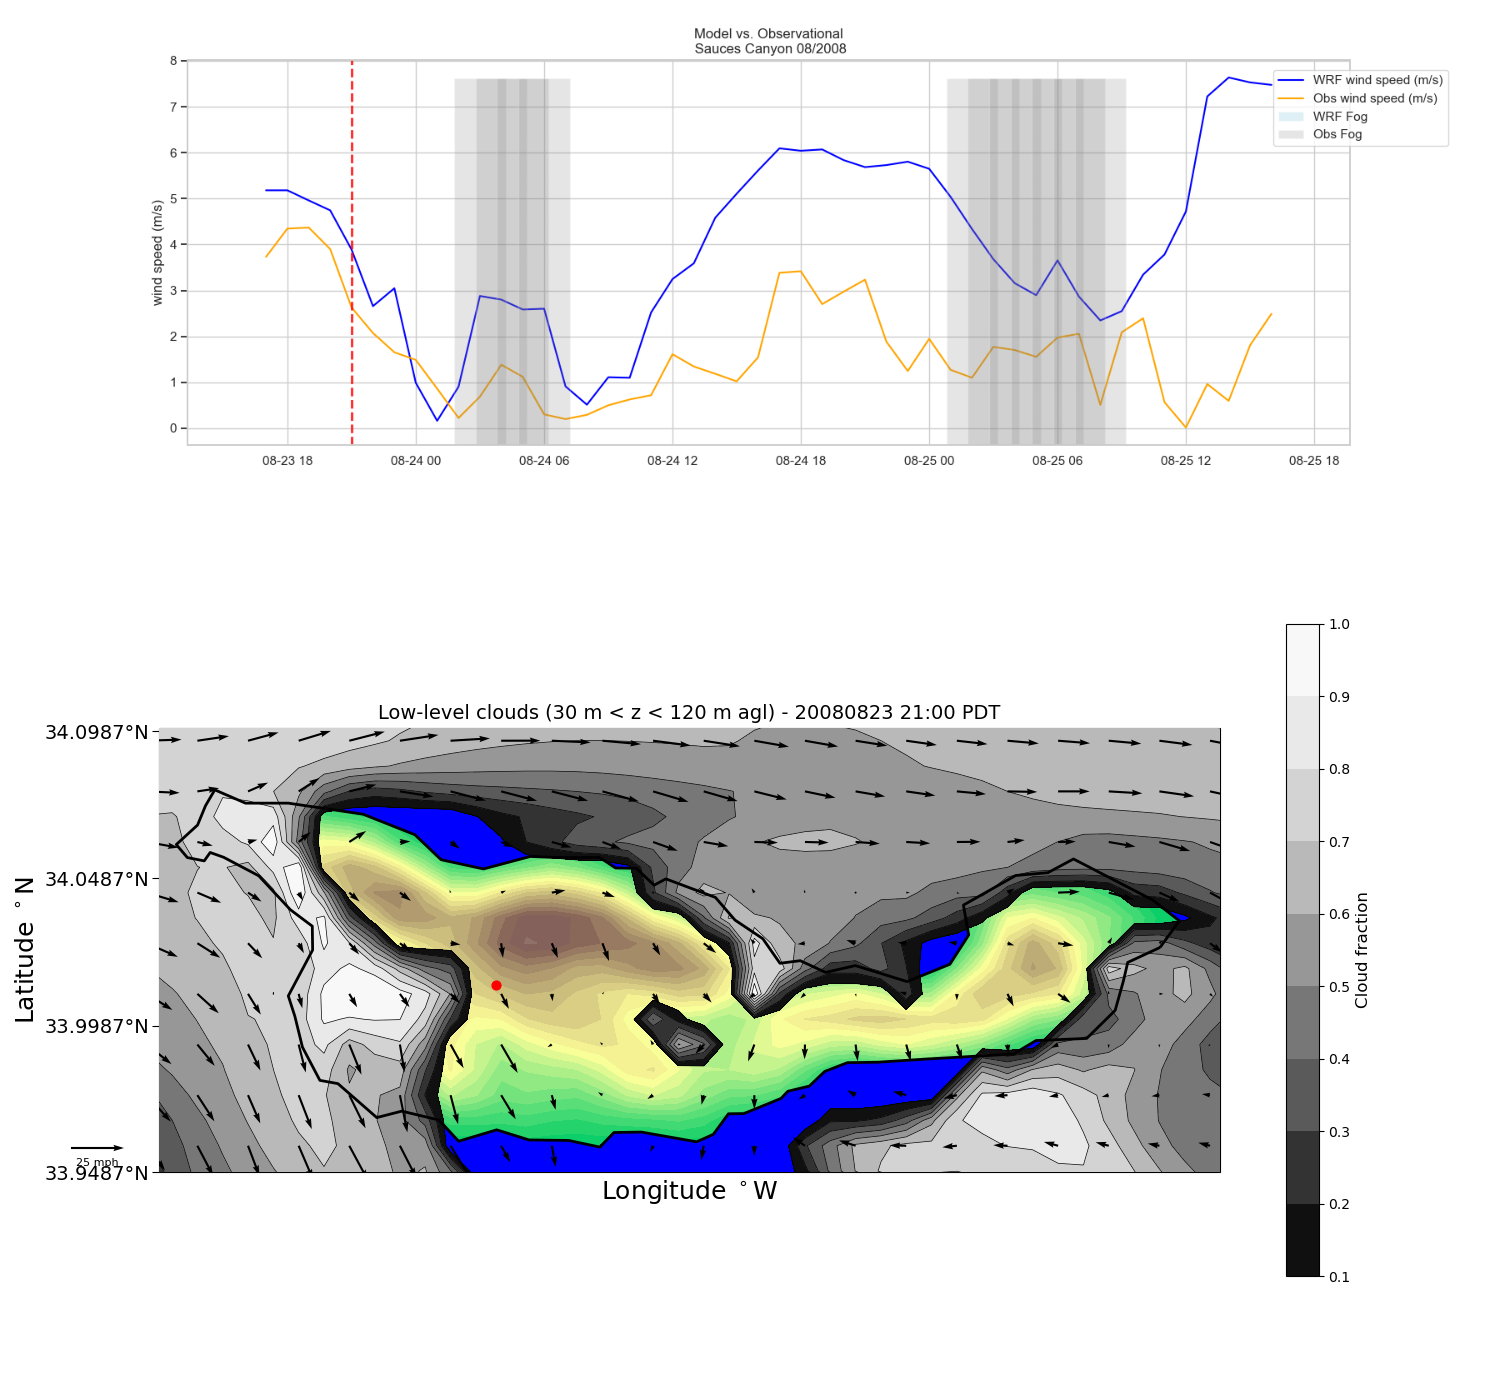 Model vs. Observational
Sauces Canyon 08/2008
8
7
6
5
4
3
2
1
0
wind speed (m/s)
WRF wind speed (m/s)
Obs wind speed (m/s)
WRF Fog
Obs Fog
08-23 18
08-24 00
08-24 06
08-24 12
08-24 18
08-25 00
08-25 06
08-25 12
08-25 18
Low-level clouds (30 m < z < 120 m agl) - 20080823 21:00 PDT
34.0987°N
34.0487°N
33.9987°N
33.9487°N
Latitude °N
25 mph
Longitude °W
1.0
0.9
0.8
0.7
0.6
0.5
0.4
0.3
0.2
0.1
Cloud fraction